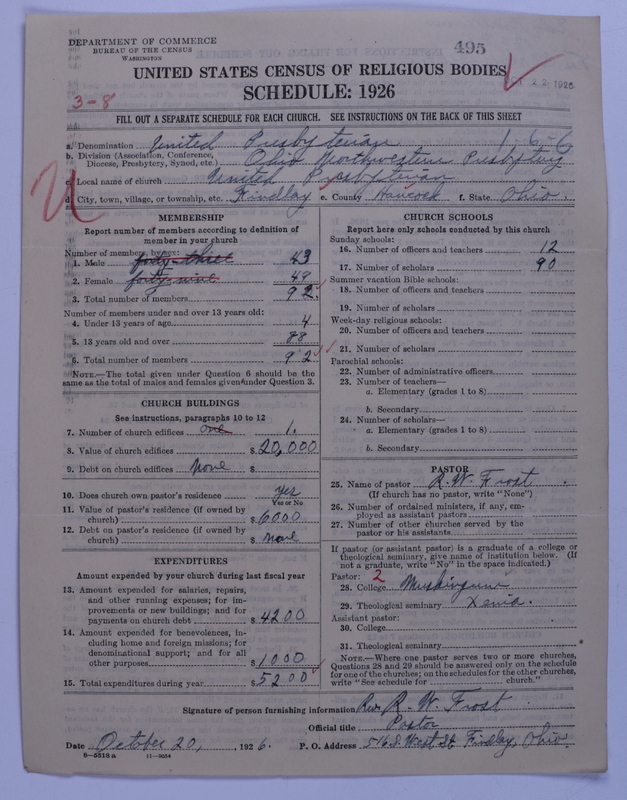 DEPARTMENT OF COMMERCE
BUREAU OF THE CENSUS
WASHINGTON
495
22 1926
UNITED STATES CENSUS OF RELIGIOUS BODIES
SCHEDULE: 1926
3-8
FILL OUT A SEPARATE SCHEDULE FOR EACH CHURCH. SEE INSTRUCTIONS ON THE BACK OF THIS SHEET
a. Denomination United Presbyterian 1-6-6
b. Division (Association, Conference, Diocese, Presbytery, Synod, etc.) Ohio Northwestern Presbytery
c. Local name of church United Presbyterian
d. City, town, village, or township, etc. Findlay e. County Hancock f. State Ohio.
MEMBERSHIP
Report number of members according to definition of
member in your church
Number of members, by sex:
1. Male forty-three 43
2. Female forty-nine 49
3. Total number of members 92
Number of members under and over 13 years old:
4. Under 13 years of age 4
5. 13 years old and over 88
6. Total number of members 92
NOTE.—The total given under Question 6 should be
same as the total of males and females given under Question 3.
CHURCH BUILDINGS
See instructions, paragraphs 10 to 12
7. Number of church edifices one 1.
8. Value of church edifices $20,000
9. Debt on church edifices None $
10. Does church own pastor's residence yes
Yes or No
11. Value of pastor's residence (if owned by
church) $6000
12. Debt on pastor's residence (if owned by
church) $ none
EXPENDITURES
Amount expended by your church during last fiscal year
13. Amount expended for salaries, repairs,
and other running expenses; for im-
provements or new buildings; and for
payments on church debt $4200
14. Amount expended for benevolences, in-
cluding home and foreign missions; for
denominational support; and for all
other purposes $1000
15. Total expenditures during year $5200
CHURCH SCHOOLS
Report here only schools conducted by this church
Sunday schools:
16. Number of officers and teachers 12
17. Number of scholars 90
Summer vacation Bible schools:
18. Number of officers and teachers
19. Number of scholars
Week-day religious schools:
20. Number of officers and teachers
21. Number of scholars
Parochial schools:
22. Number of administrative officers
23. Number of teachers—
a. Elementary (grades 1 to 8)
b. Secondary
24. Number of scholars—
a. Elementary (grades 1 to 8)
b. Secondary
PASTOR
25. Name of pastor R. W. Frost
(If church has no pastor, write "None")
26. Number of ordained ministers, if any, em-
ployed as assistant pastors
27. Number of other churches served by the
pastor or his assistants
If pastor (or assistant pastor) is a graduate of a college or
theological seminary, give name of institution below. (If
not a graduate, write "No" in the space indicated.)
Pastor: 2
28. College Muskingum
29. Theological seminary Xenia.
Assistant pastor:
30. College
31. Theological seminary
NOTE.—Where one pastor serves two or more churches,
Questions 28 and 29 should be answered only on the schedule
for one of the churches; on the schedules for the other churches,
write "See schedule for church."
Signature of person furnishing information Rev. R. W. Frost
Official title Pastor
Date October 20, 1926. P. O. Address 516 S. West St. Findlay, Ohio.
8-5518a 11-9054